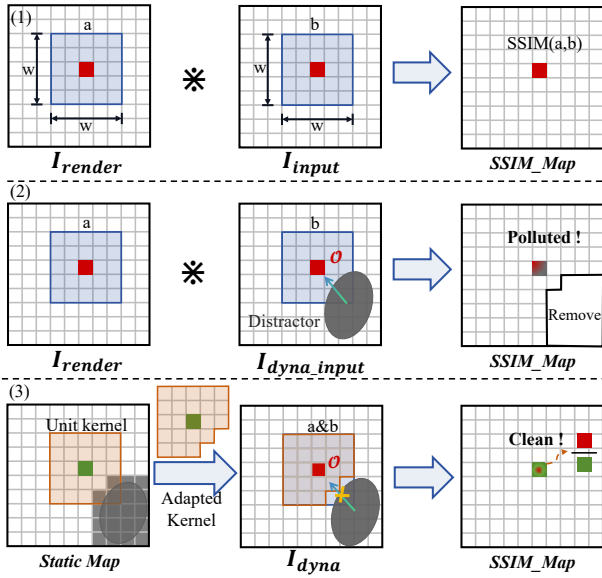 (1)
a
b
w
w
w
w
SSIM(a,b)
I_render
I_input
SSIM_Map
(2)
a
b
O
Polluted !
Distractor
Remove
I_render
I_dyna_input
SSIM_Map
(3)
Unit kernel
a&b
O
Clean !
Adapted
Kernel
Static Map
I_dyna
SSIM_Map